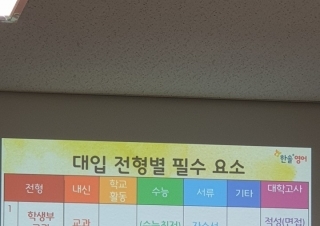 한솔영어
대입 전형별 필수 요소
전형 내신 학교 활동 수능 서류 기타 대학고사
1
학생부 교과 적성(면접)